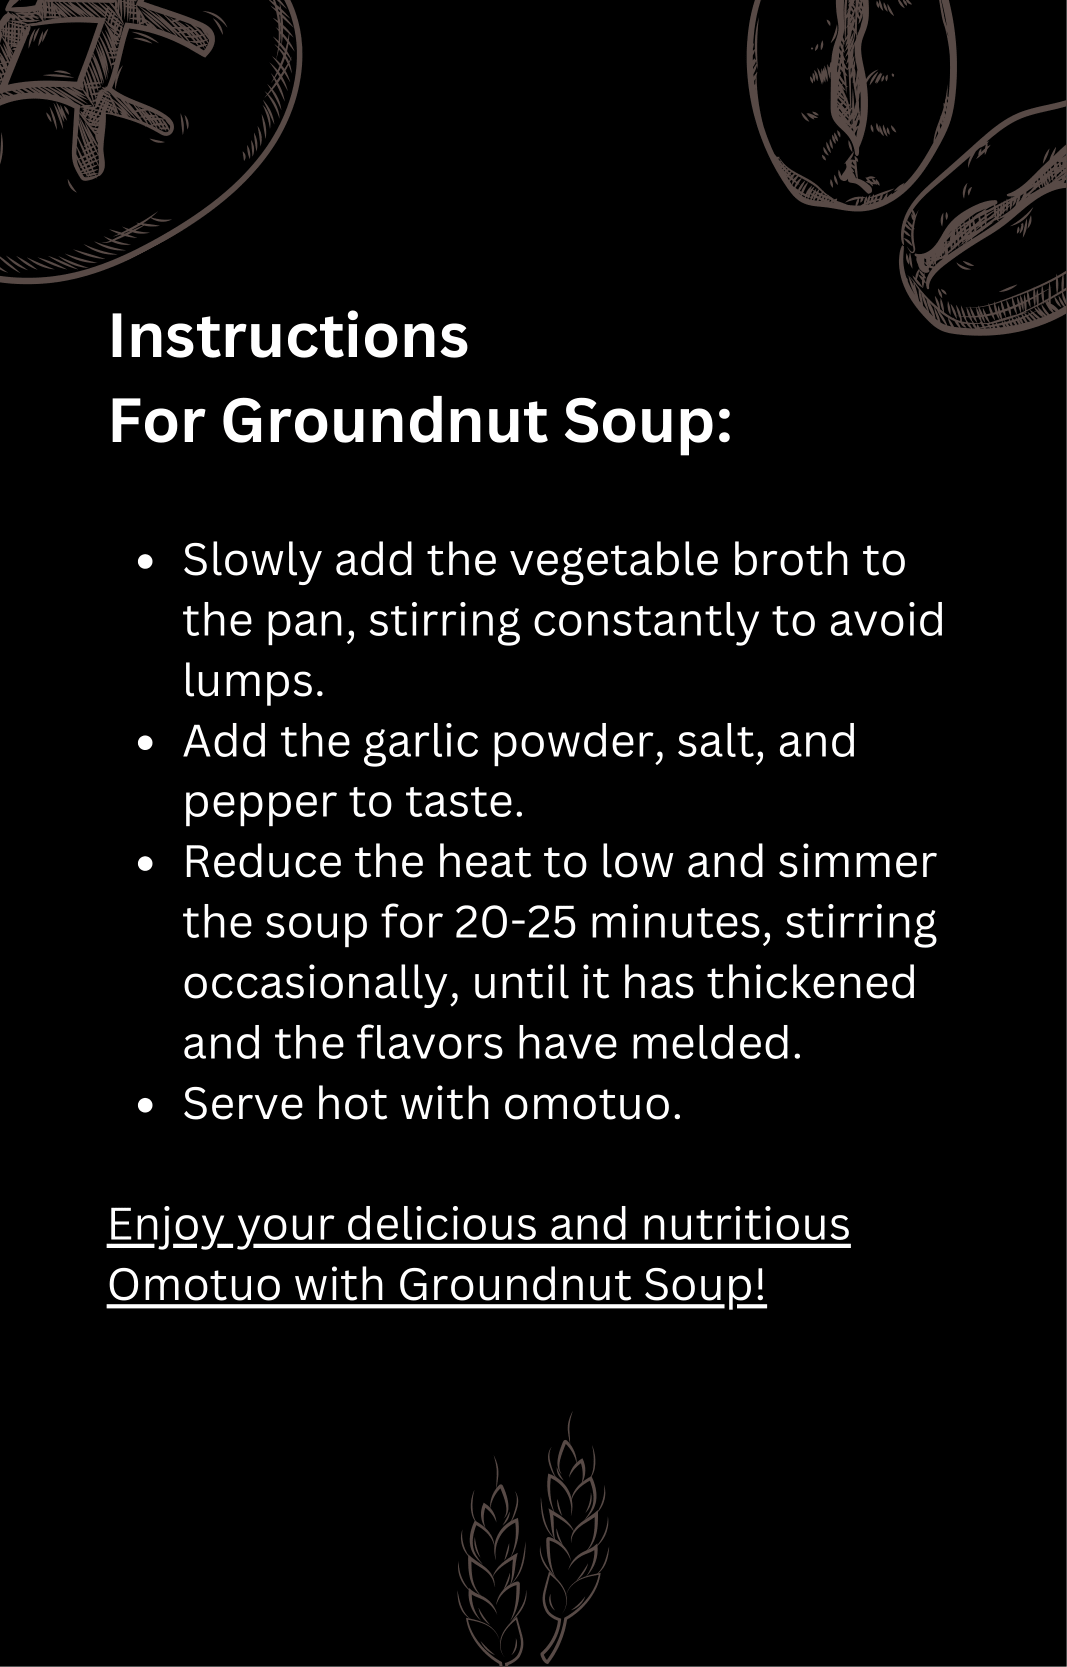 Instructions
For Groundnut Soup:
• Slowly add the vegetable broth to
the pan, stirring constantly to avoid
lumps.
• Add the garlic powder, salt, and
pepper to taste.
• Reduce the heat to low and simmer
the soup for 20-25 minutes, stirring
occasionally, until it has thickened
and the flavors have melded.
• Serve hot with omotuo.
Enjoy your delicious and nutritious
Omotuo with Groundnut Soup!